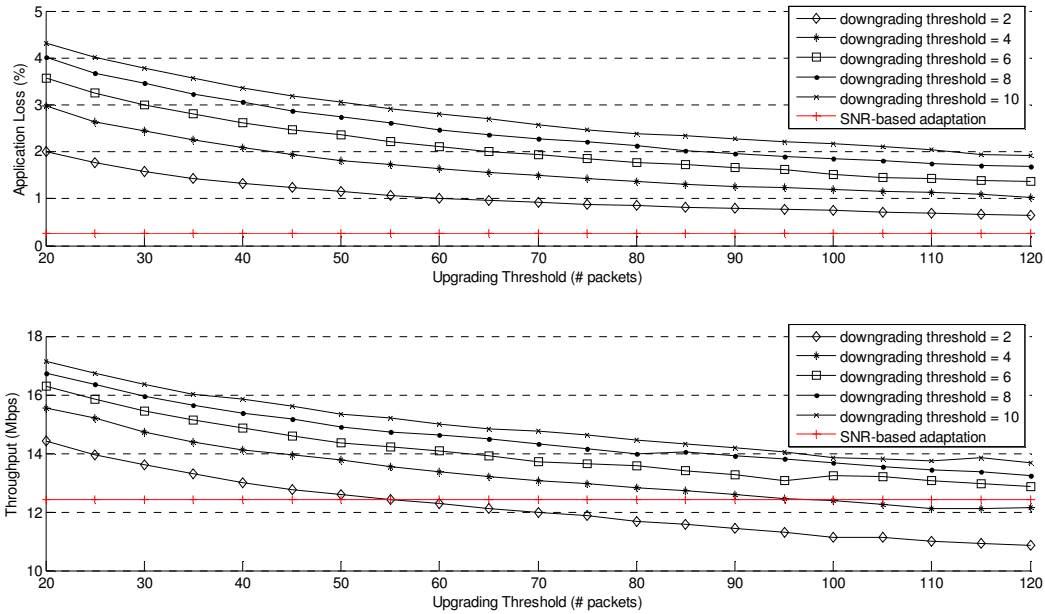 5
4
3
2
1
0
Application Loss (%)
20 30 40 50 60 70 80 90 100 110 120
Upgrading Threshold (# packets)
downgrading threshold = 2
downgrading threshold = 4
downgrading threshold = 6
downgrading threshold = 8
downgrading threshold = 10
SNR-based adaptation
18
16
14
12
10
Throughput (Mbps)
20 30 40 50 60 70 80 90 100 110 120
Upgrading Threshold (# packets)
downgrading threshold = 2
downgrading threshold = 4
downgrading threshold = 6
downgrading threshold = 8
downgrading threshold = 10
SNR-based adaptation